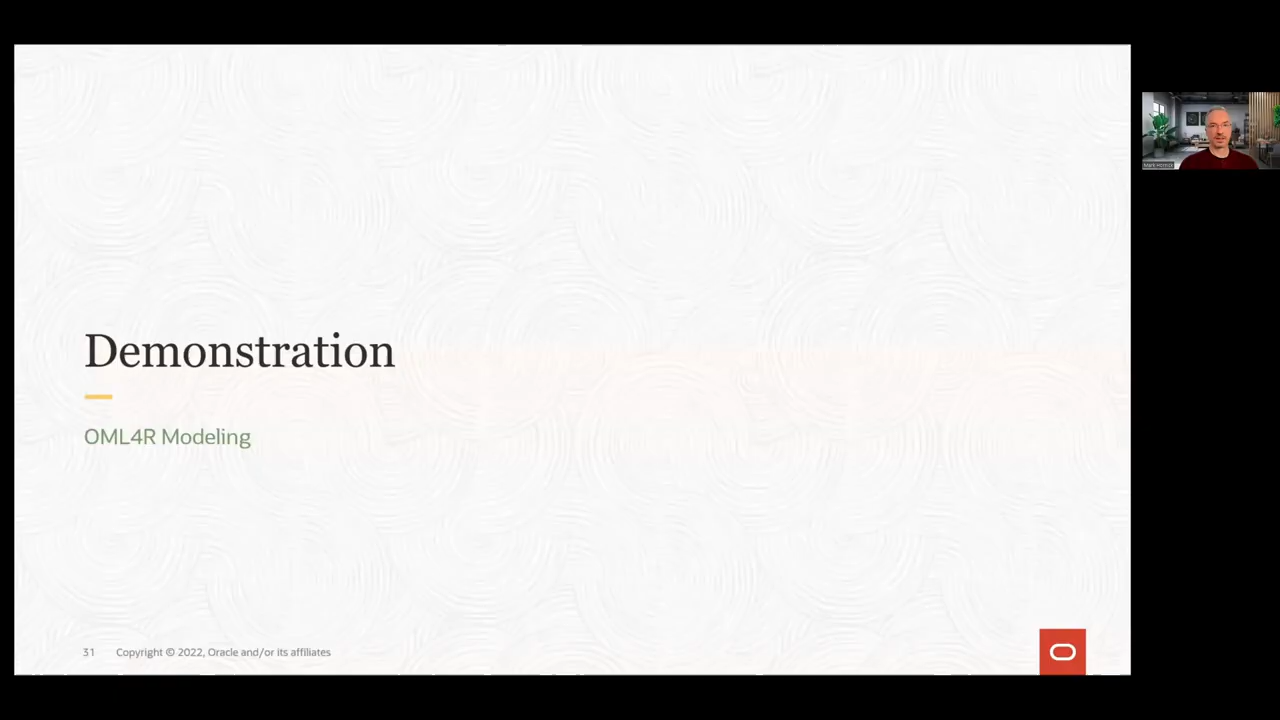 Demonstration
OML4R Modeling
31 Copyright © 2022, Oracle and/or its affiliates